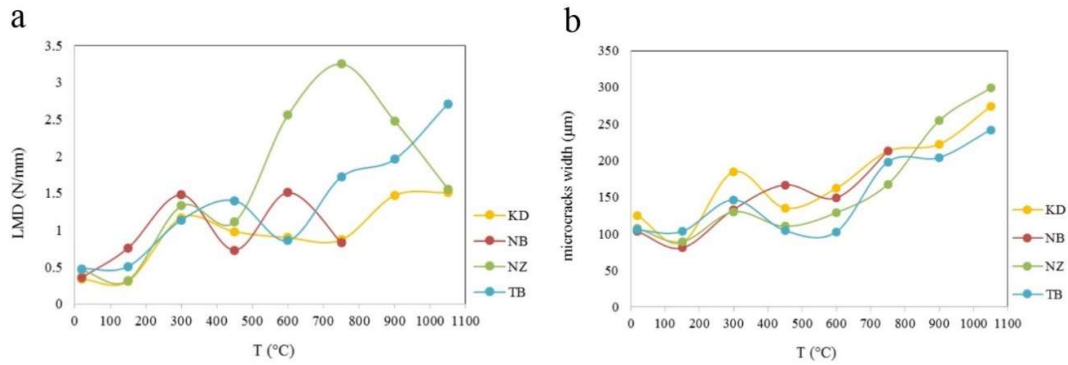 a
3.5
3
2.5
2
1.5
1
0.5
0
LMD (N/mm)
0 100 200 300 400 500 600 700 800 900 1000 1100
T (°C)
KD
NB
NZ
TB
b
350
300
250
200
150
100
50
0
microcracks width (µm)
0 100 200 300 400 500 600 700 800 900 1000 1100
T (°C)
KD
NB
NZ
TB